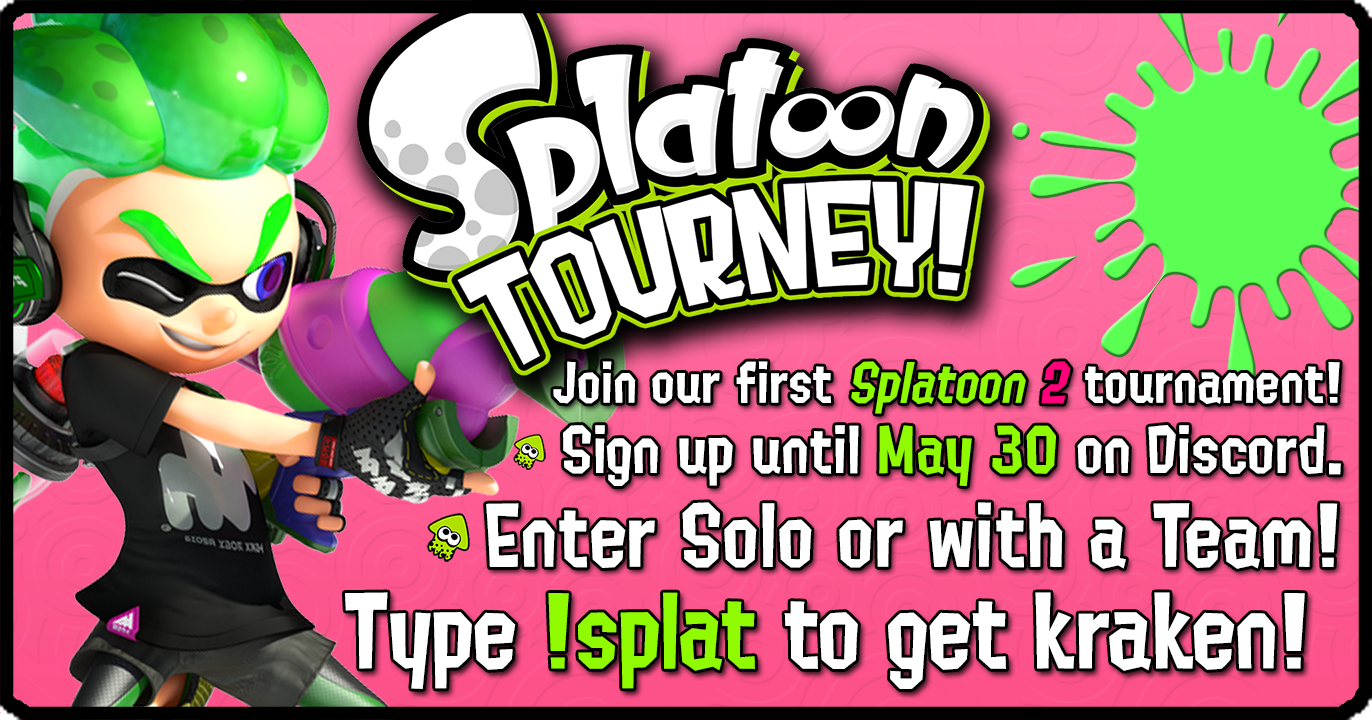 Splatoon
TOURNEY!
Join our first Splatoon 2 tournament!
Sign up until May 30 on Discord.
Enter Solo or with a Team!
Type !splat to get kraken!